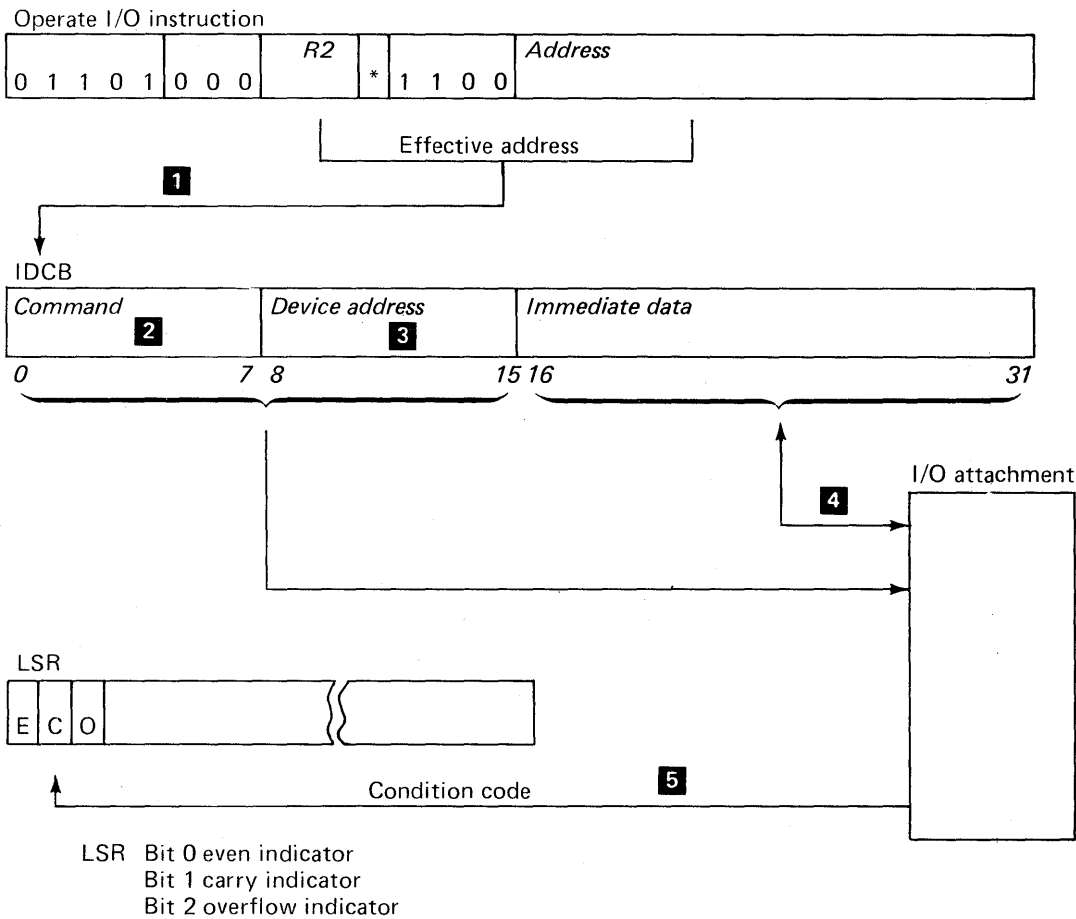 Operate I/O instruction
R2 Address
0 1 1 0 1 0 0 0 * 1 1 0 0
Effective address
1
IDCB
Command Device address Immediate data
2 3
0 7 8 15 16 31
I/O attachment
4
LSR
E C O
5
Condition code
LSR Bit 0 even indicator
Bit 1 carry indicator
Bit 2 overflow indicator